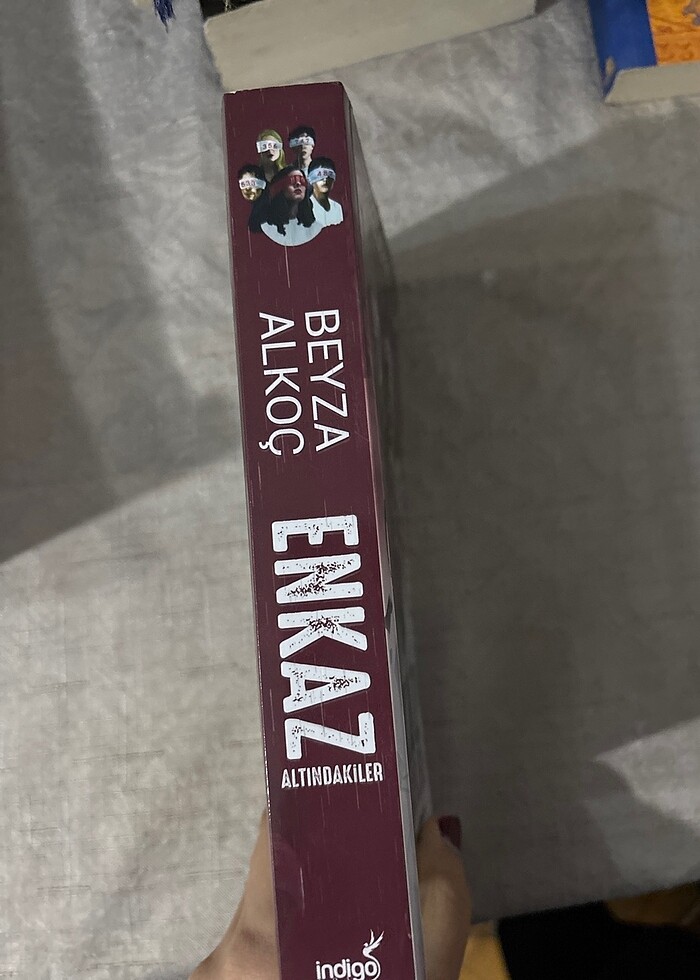 BEYZA
ALKOÇ
ENKAZ
ALTINDAKİLER
indigo